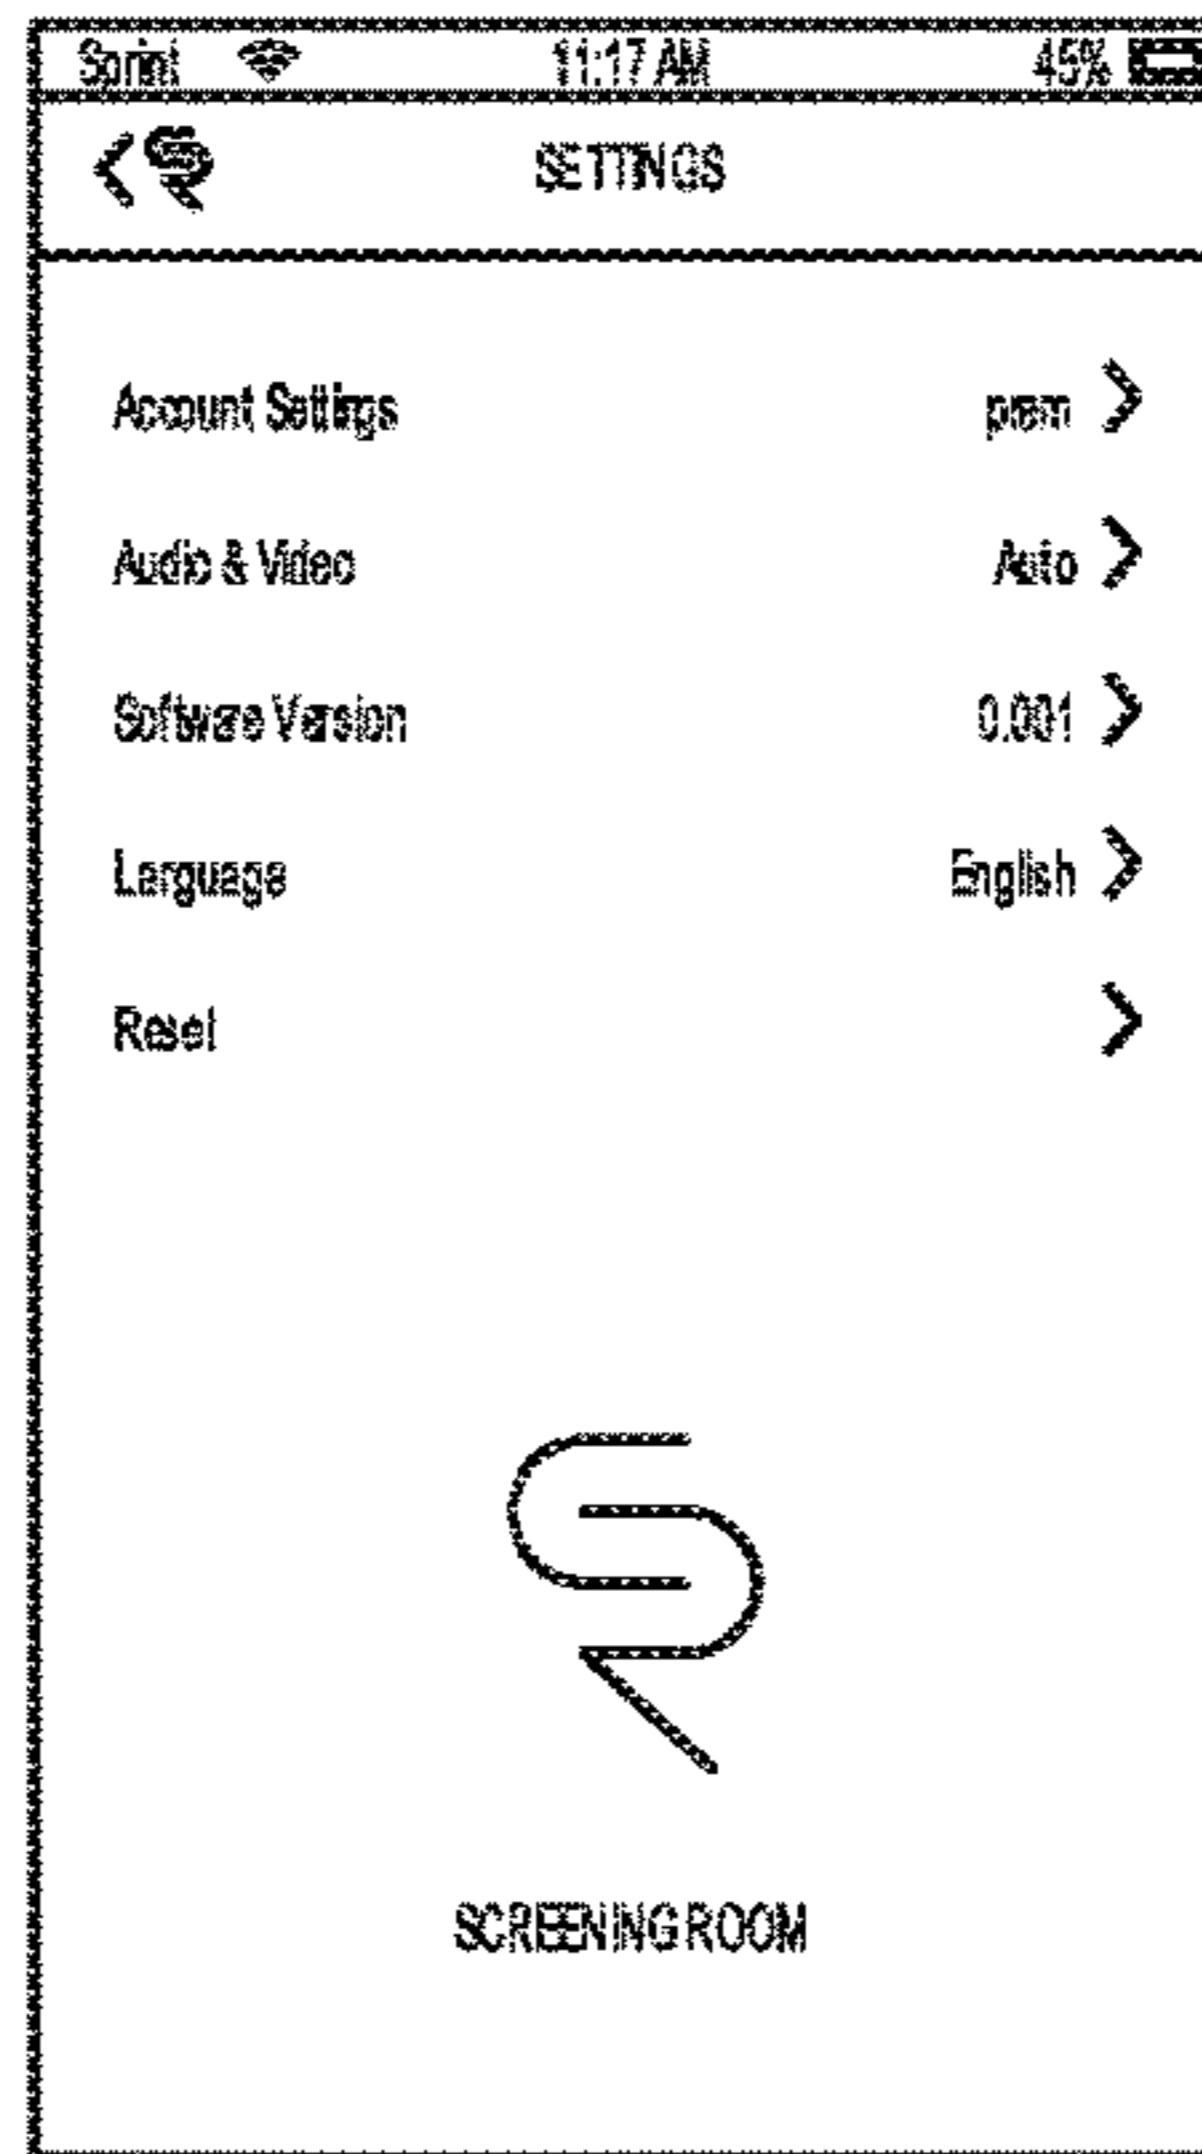 Sprint 11:17 AM 45%
SETTINGS
Account Settings prem
Audio & Video Auto
Software Version 0.001
Language English
Reset
SCREENING ROOM